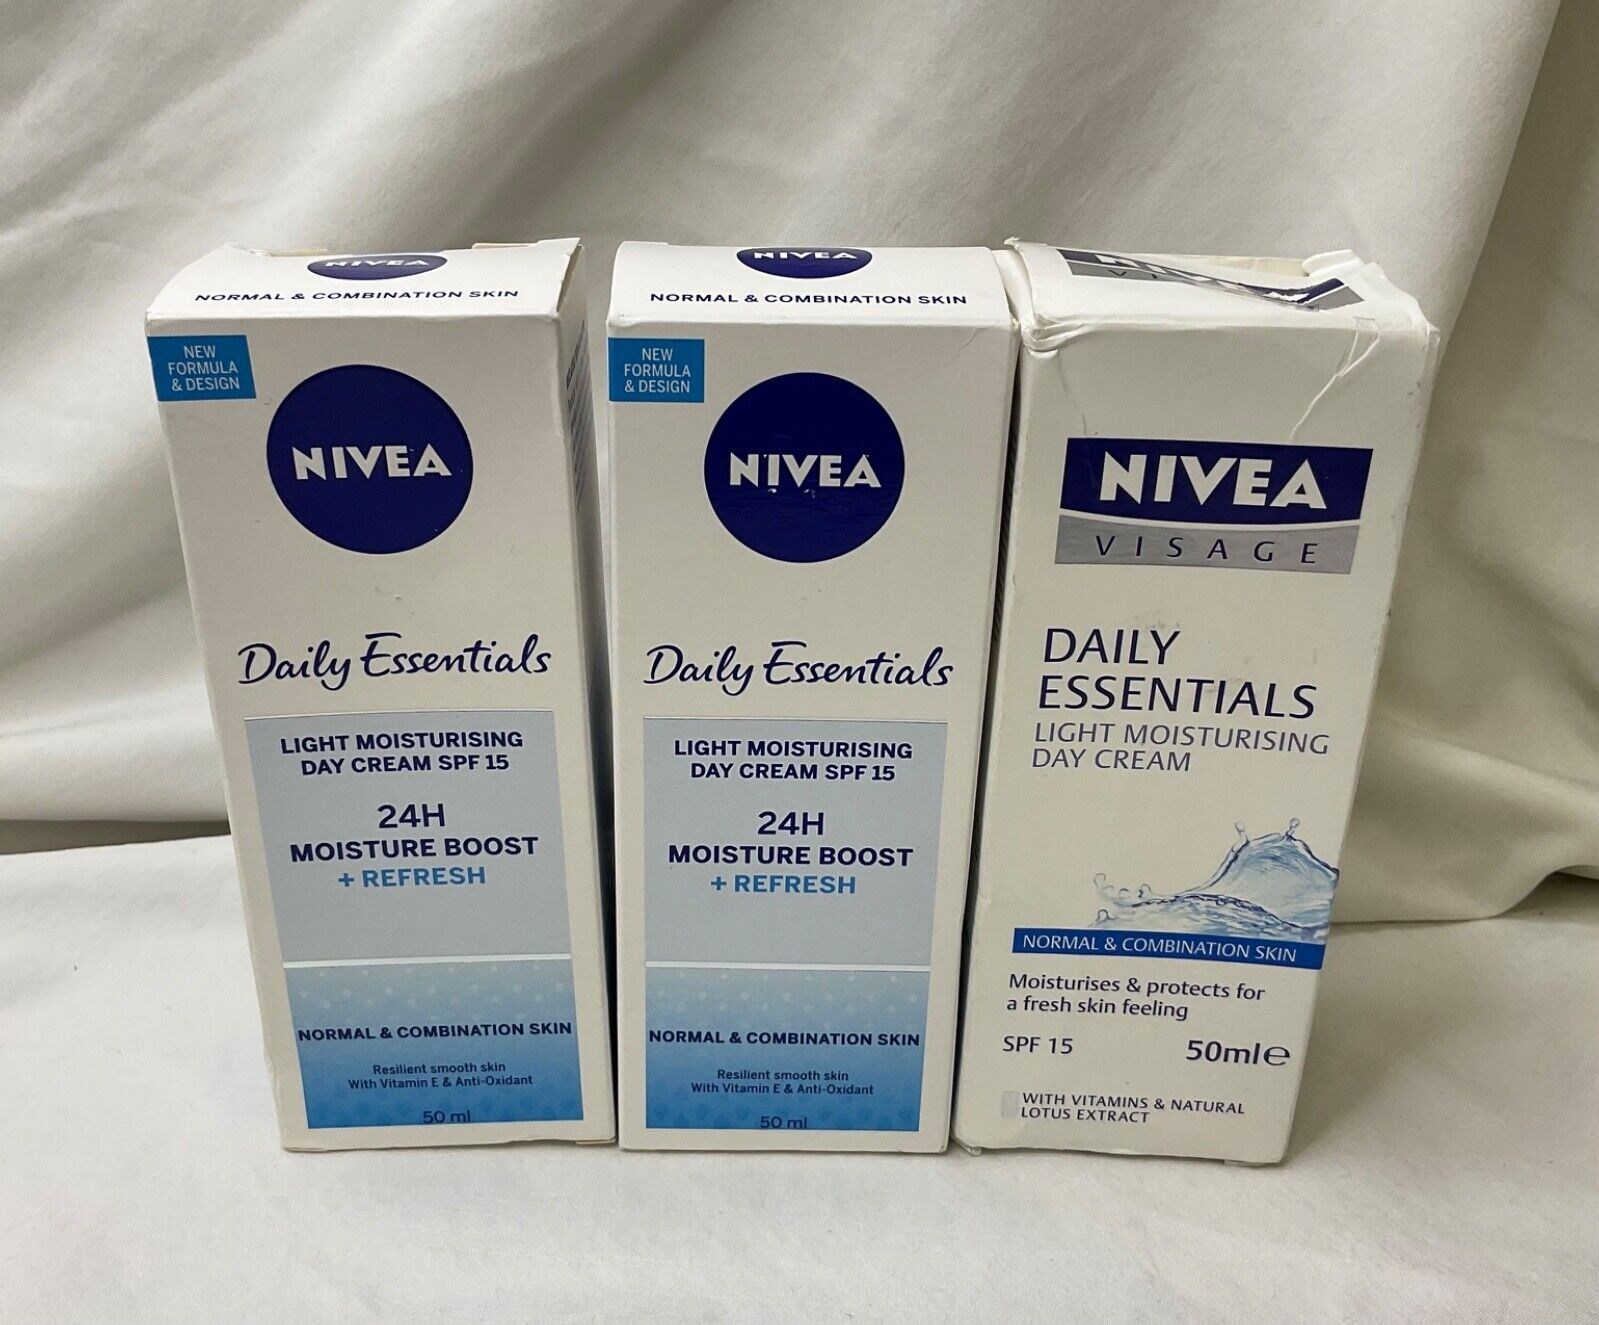 NIVEA
NORMAL & COMBINATION SKIN
NEW
FORMULA
& DESIGN
NIVEA
Daily Essentials
LIGHT MOISTURISING
DAY CREAM SPF 15
24H
MOISTURE BOOST
+ REFRESH
NORMAL & COMBINATION SKIN
Resilient smooth skin
With Vitamin E & Anti-Oxidant
50 ml
NIVEA
NORMAL & COMBINATION SKIN
NEW
FORMULA
& DESIGN
NIVEA
Daily Essentials
LIGHT MOISTURISING
DAY CREAM SPF 15
24H
MOISTURE BOOST
+ REFRESH
NORMAL & COMBINATION SKIN
Resilient smooth skin
With Vitamin E & Anti-Oxidant
50 ml
NIVEA
NIVEA
VISAGE
DAILY
ESSENTIALS
LIGHT MOISTURISING
DAY CREAM
NORMAL & COMBINATION SKIN
Moisturises & protects for
a fresh skin feeling
SPF 15 50ml℮
WITH VITAMINS & NATURAL
LOTUS EXTRACT